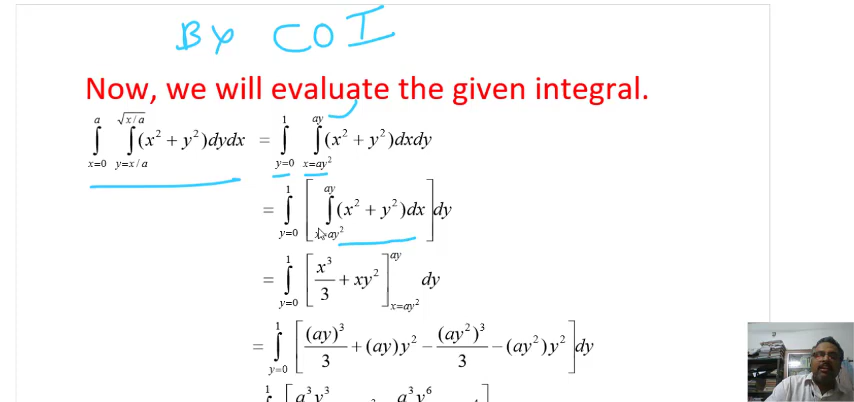 By COI
Now, we will evaluate the given integral.
∫_{x=0}^{a} ∫_{y=x/a}^{√(x/a)} (x² + y²)dydx = ∫_{y=0}^{1} ∫_{x=ay²}^{ay} (x² + y²)dxdy
= ∫_{y=0}^{1} [ ∫_{x=ay²}^{ay} (x² + y²)dx ] dy
= ∫_{y=0}^{1} [ x³/3 + xy² ]_{x=ay²}^{ay} dy
= ∫_{y=0}^{1} [ (ay)³/3 + (ay)y² − (ay²)³/3 − (ay²)y² ] dy